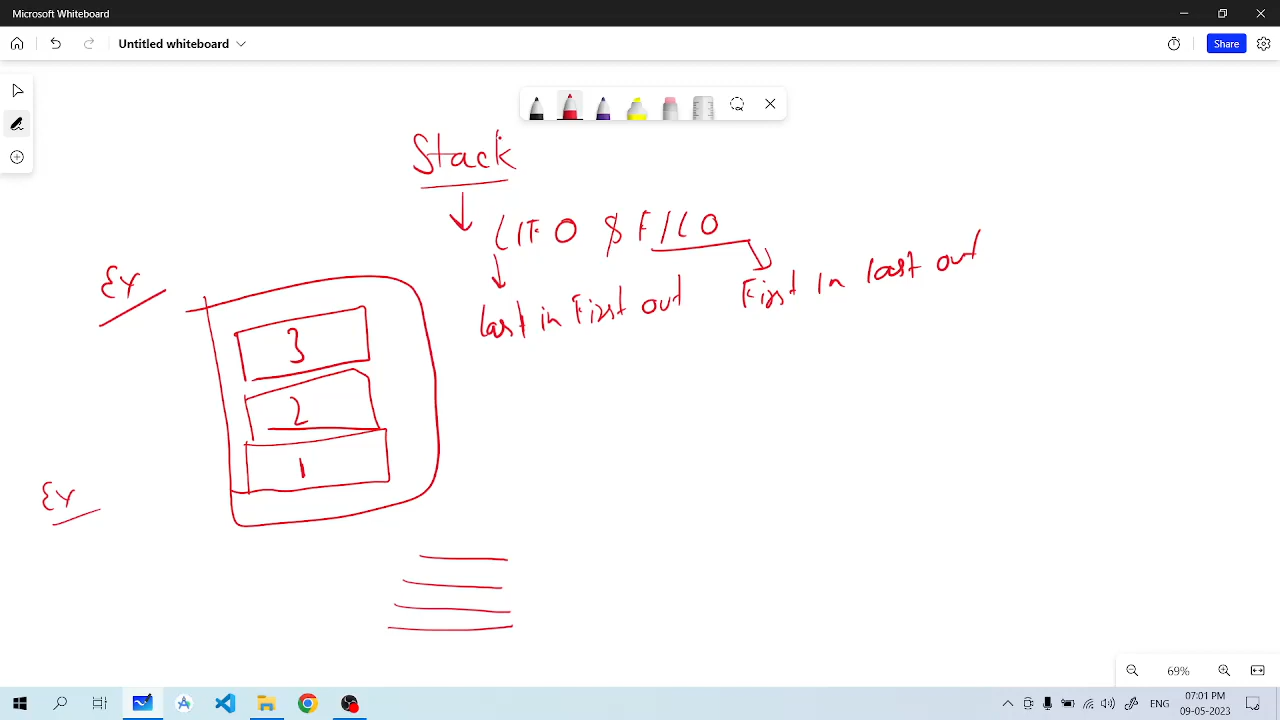 Microsoft Whiteboard
Untitled whiteboard
Share
Stack
LIFO & FILO
Last in First out
First in last out
Ex
3
2
1
Ex
69%
ENG
07:01 PM
09-05-2023